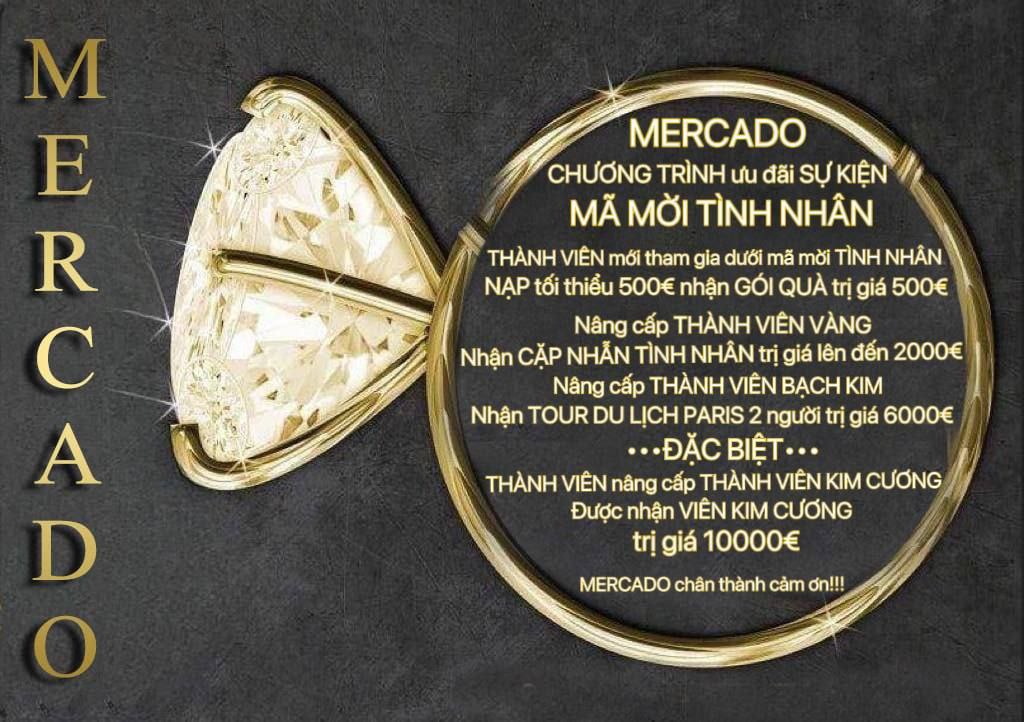 MERCADO
MERCADO
CHƯƠNG TRÌNH ưu đãi SỰ KIỆN
MÃ MỜI TÌNH NHÂN
THÀNH VIÊN mới tham gia dưới mã mời TÌNH NHÂN
NẠP tối thiểu 500€ nhận GÓI QUÀ trị giá 500€
Nâng cấp THÀNH VIÊN VÀNG
Nhận CẶP NHẪN TÌNH NHÂN trị giá lên đến 2000€
Nâng cấp THÀNH VIÊN BẠCH KIM
Nhận TOUR DU LỊCH PARIS 2 người trị giá 6000€
•••ĐẶC BIỆT•••
THÀNH VIÊN nâng cấp THÀNH VIÊN KIM CƯƠNG
Được nhận VIÊN KIM CƯƠNG
trị giá 10000€
MERCADO chân thành cảm ơn!!!